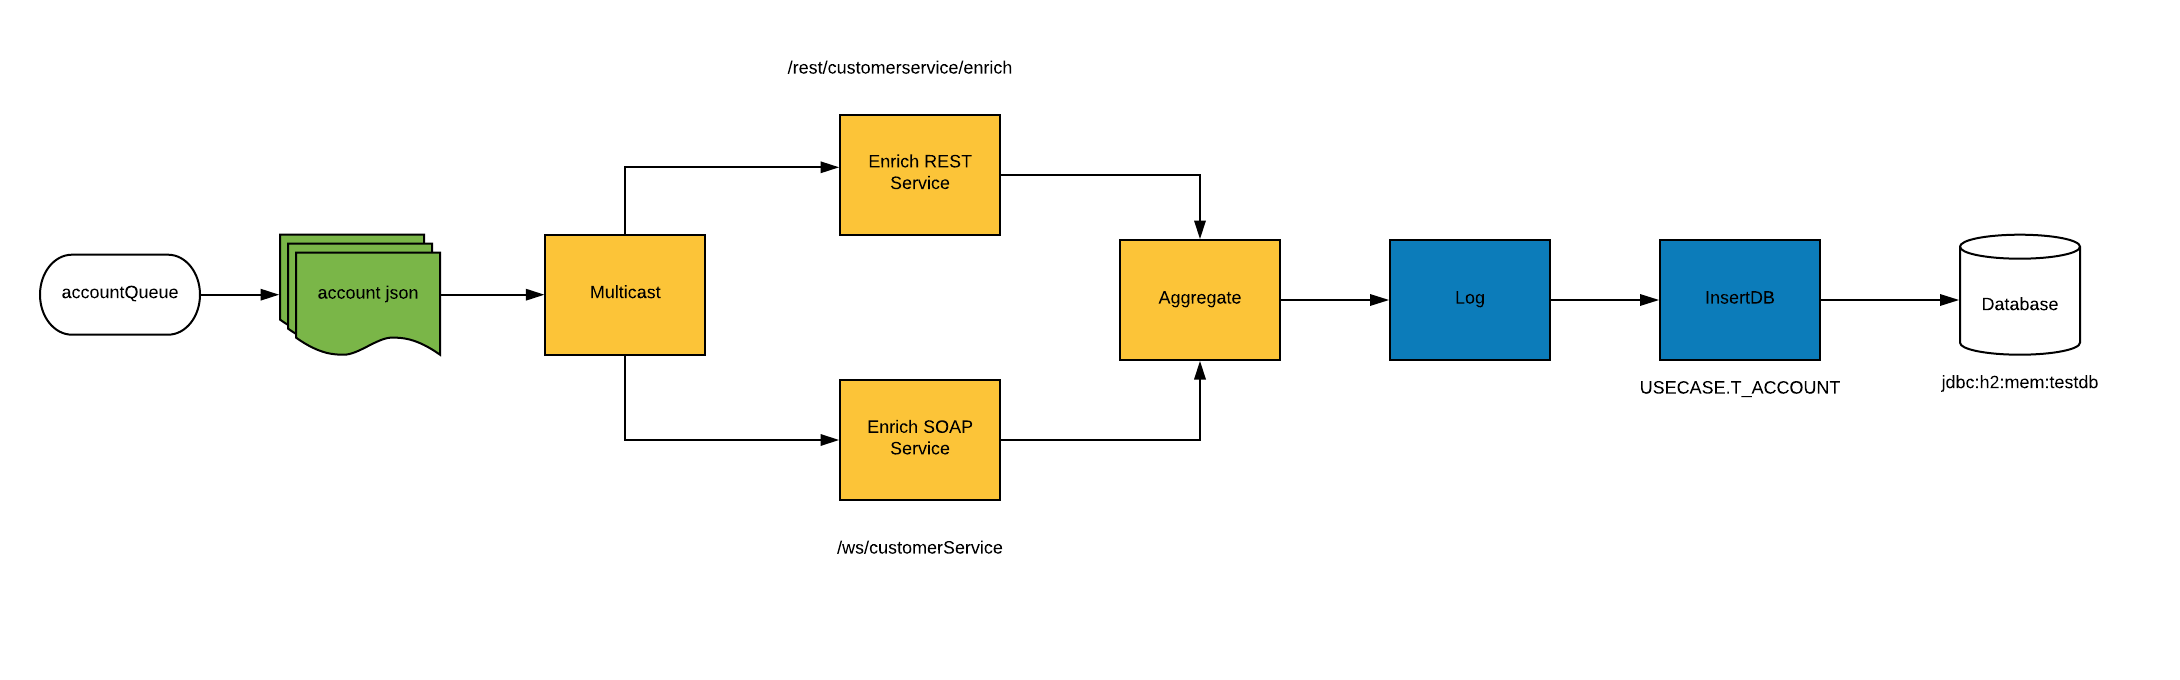 /rest/customerservice/enrich
Enrich REST
Service
accountQueue
account json
Multicast
Aggregate
Log
InsertDB
Database
USECASE.T_ACCOUNT
jdbc:h2:mem:testdb
Enrich SOAP
Service
/ws/customerService